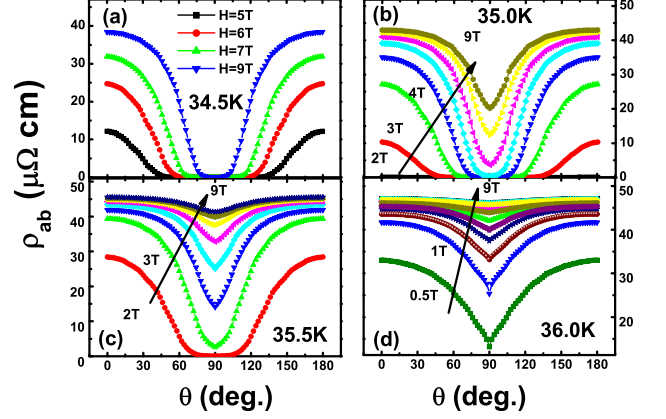 (a)
H=5T
H=6T
H=7T
H=9T
34.5K
40
30
20
10
0
(b)
35.0K
9T
4T
3T
2T
40
30
20
10
0
ρab (μΩ cm)
(c)
9T
3T
2T
35.5K
50
40
30
20
10
0
0 30 60 90 120 150 180
θ (deg.)
(d)
9T
1T
0.5T
36.0K
50
40
30
20
10
0 30 60 90 120 150 180
θ (deg.)